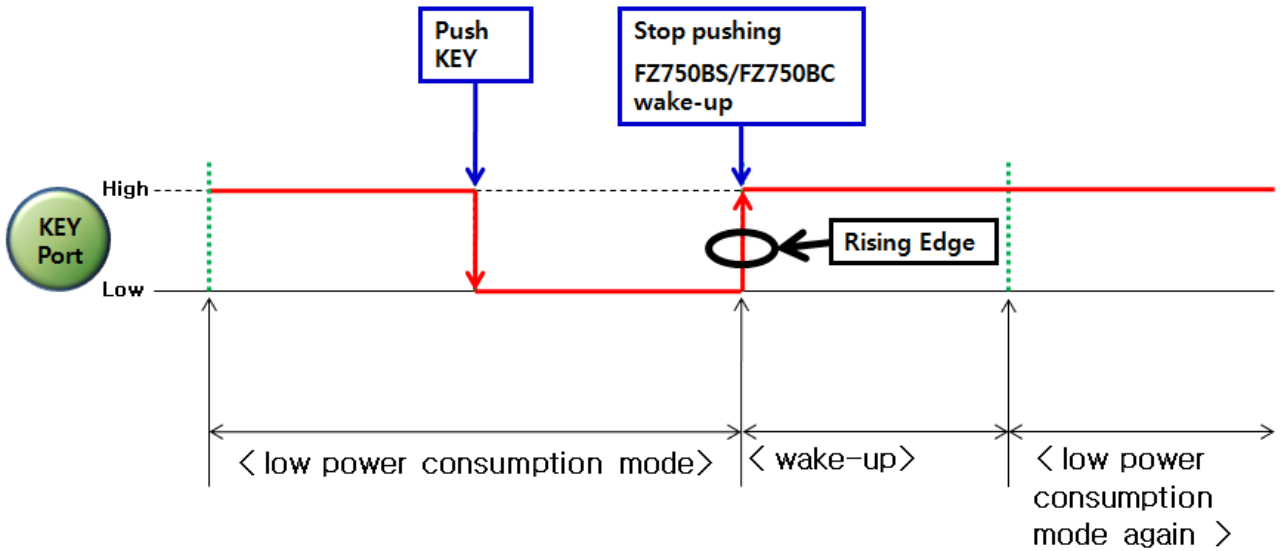 Push
KEY
Stop pushing
FZ750BS/FZ750BC
wake-up
High
KEY
Port
Rising Edge
Low
< low power consumption mode>
< wake-up>
< low power
consumption
mode again >